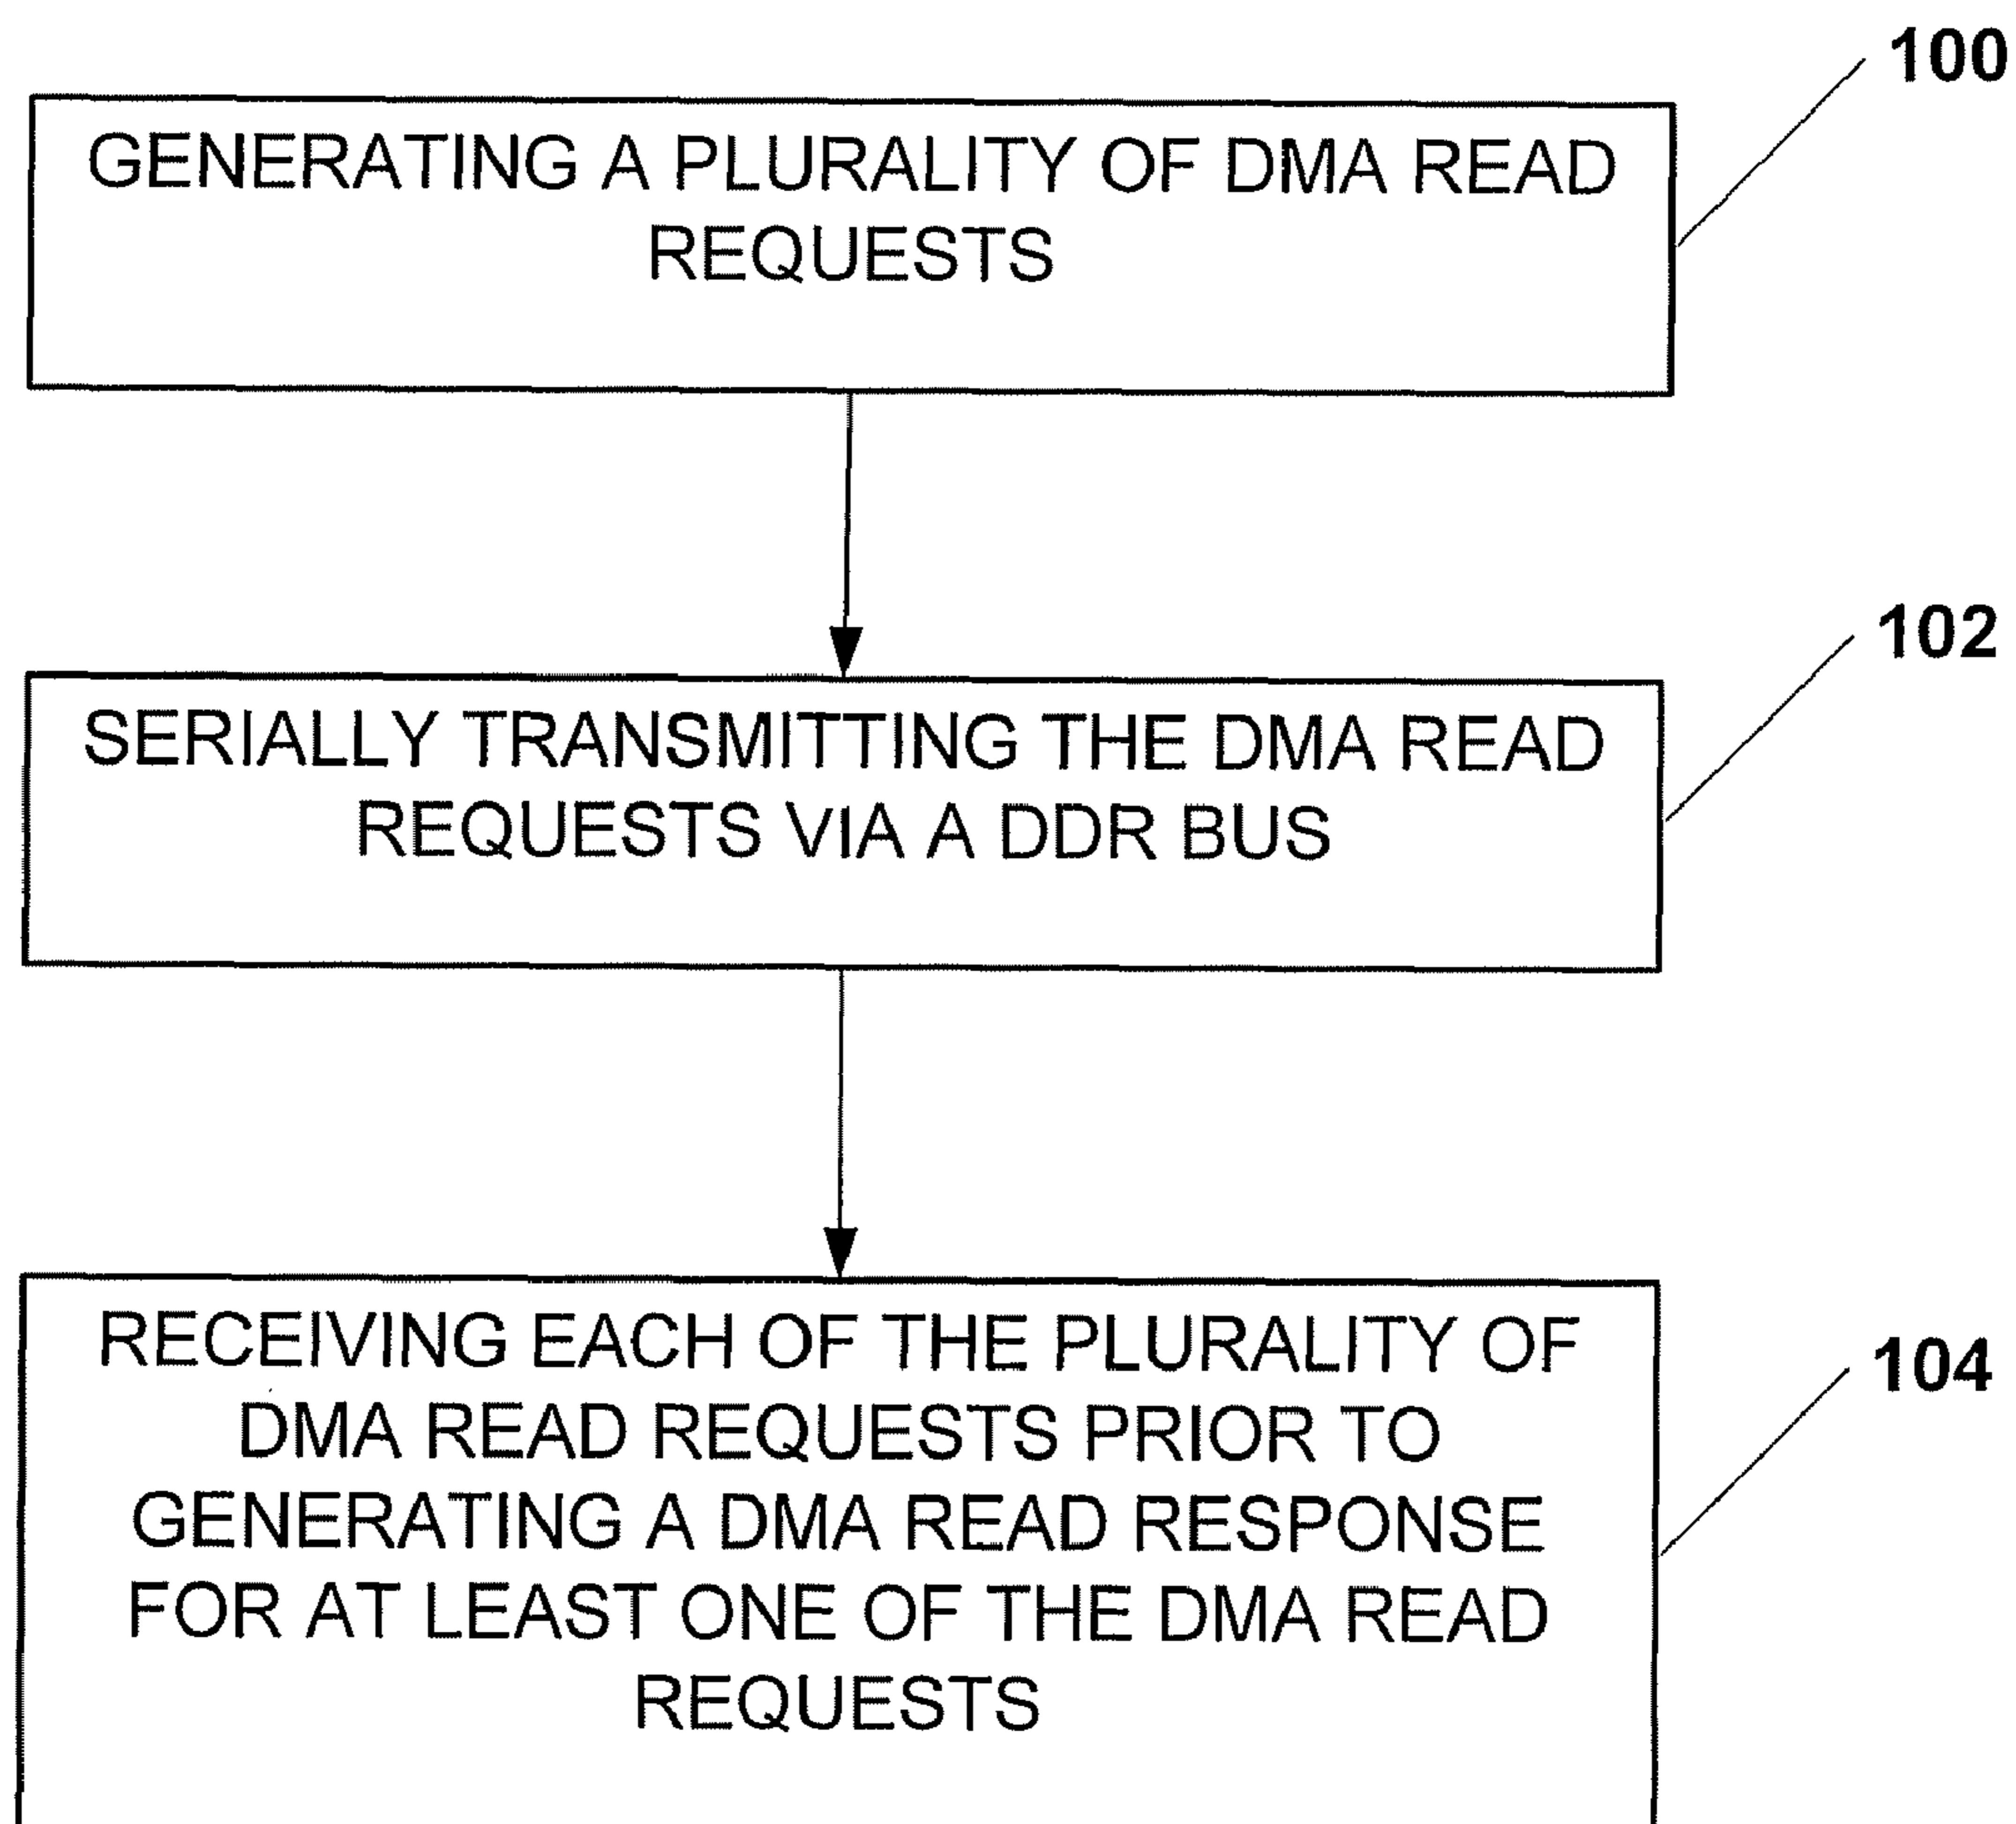 100
GENERATING A PLURALITY OF DMA READ
REQUESTS
102
SERIALLY TRANSMITTING THE DMA READ
REQUESTS VIA A DDR BUS
RECEIVING EACH OF THE PLURALITY OF
104
DMA READ REQUESTS PRIOR TO
GENERATING A DMA READ RESPONSE
FOR AT LEAST ONE OF THE DMA READ
REQUESTS